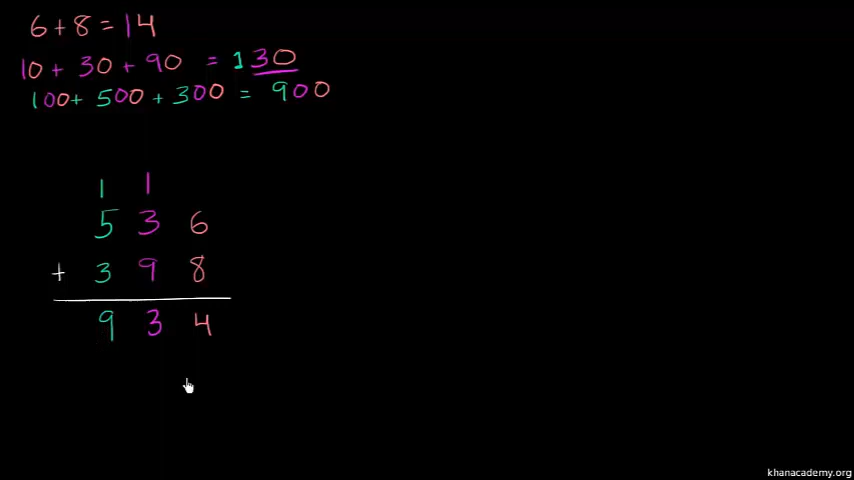 6+8=14
10+30+90 = 130
100+ 500 + 300 = 900
1 1
5 3 6
+ 3 9 8
9 3 4
khanacademy.org